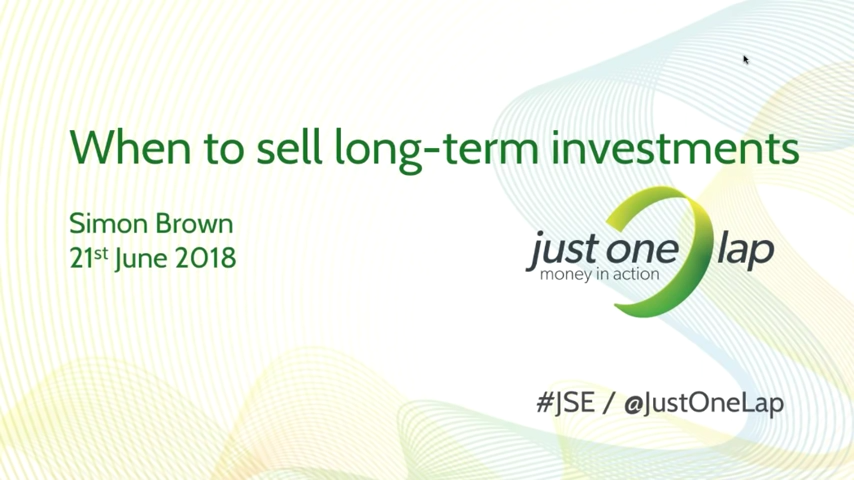 When to sell long-term investments
Simon Brown
21st June 2018
just one lap
money in action
#JSE / @JustOneLap